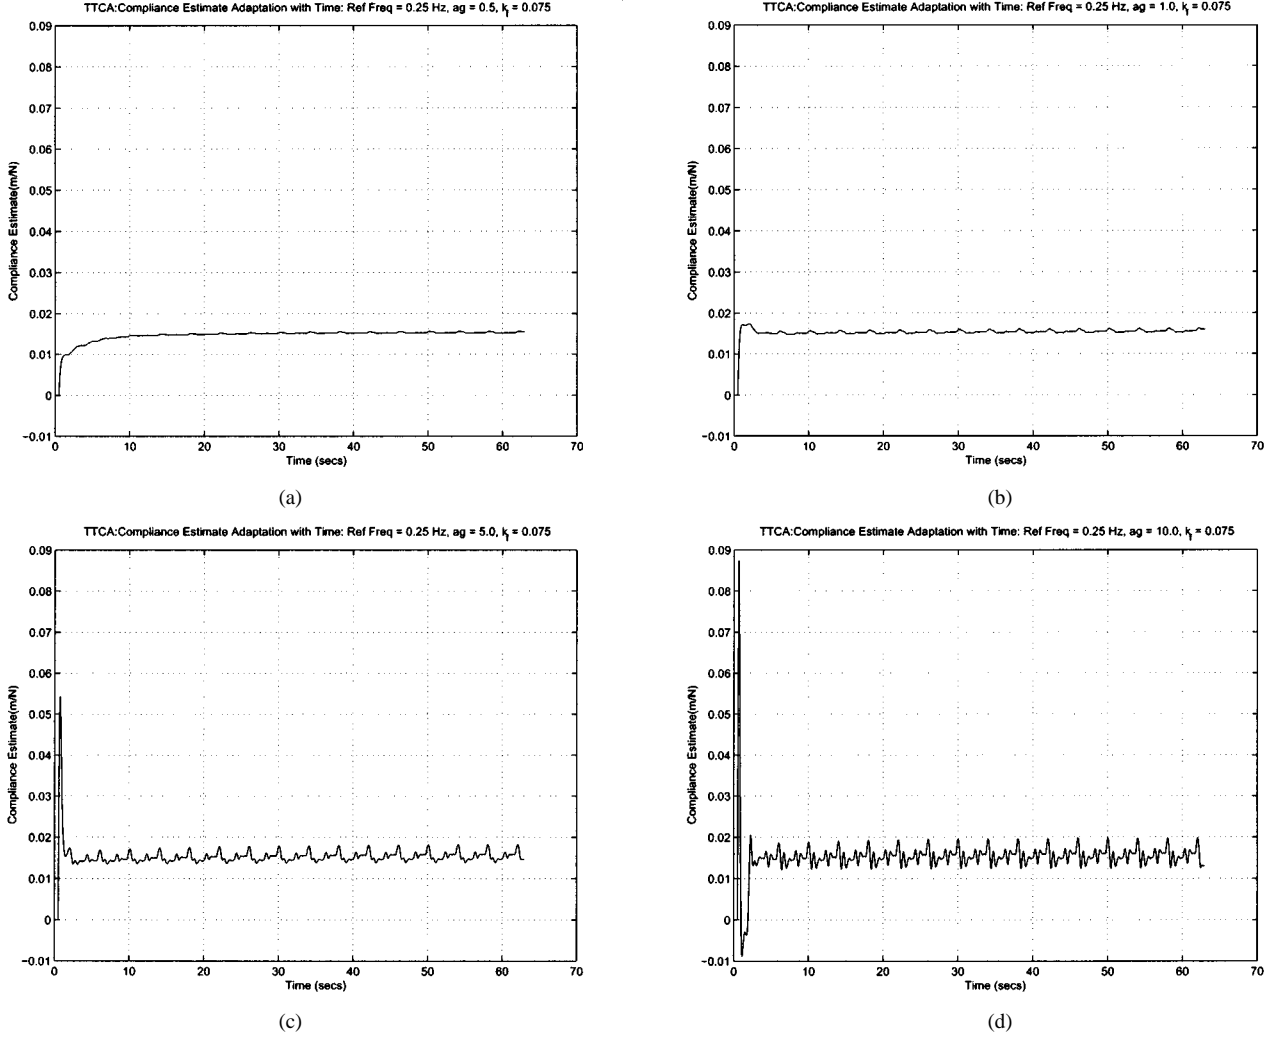 TTCA:Compliance Estimate Adaptation with Time: Ref Freq = 0.25 Hz, ag = 0.5, kf = 0.075
0.09
0.08
0.07
0.06
0.05
0.04
0.03
0.02
0.01
0
−0.01
Compliance Estimate(m/N)
0 10 20 30 40 50 60 70
Time (secs)
(a)
TTCA:Compliance Estimate Adaptation with Time: Ref Freq = 0.25 Hz, ag = 1.0, kf = 0.075
0.09
0.08
0.07
0.06
0.05
0.04
0.03
0.02
0.01
0
−0.01
Compliance Estimate(m/N)
0 10 20 30 40 50 60 70
Time (secs)
(b)
TTCA:Compliance Estimate Adaptation with Time: Ref Freq = 0.25 Hz, ag = 5.0, kf = 0.075
0.09
0.08
0.07
0.06
0.05
0.04
0.03
0.02
0.01
0
−0.01
Compliance Estimate(m/N)
0 10 20 30 40 50 60 70
Time (secs)
(c)
TTCA:Compliance Estimate Adaptation with Time: Ref Freq = 0.25 Hz, ag = 10.0, kf = 0.075
0.09
0.08
0.07
0.06
0.05
0.04
0.03
0.02
0.01
0
−0.01
Compliance Estimate(m/N)
0 10 20 30 40 50 60 70
Time (secs)
(d)